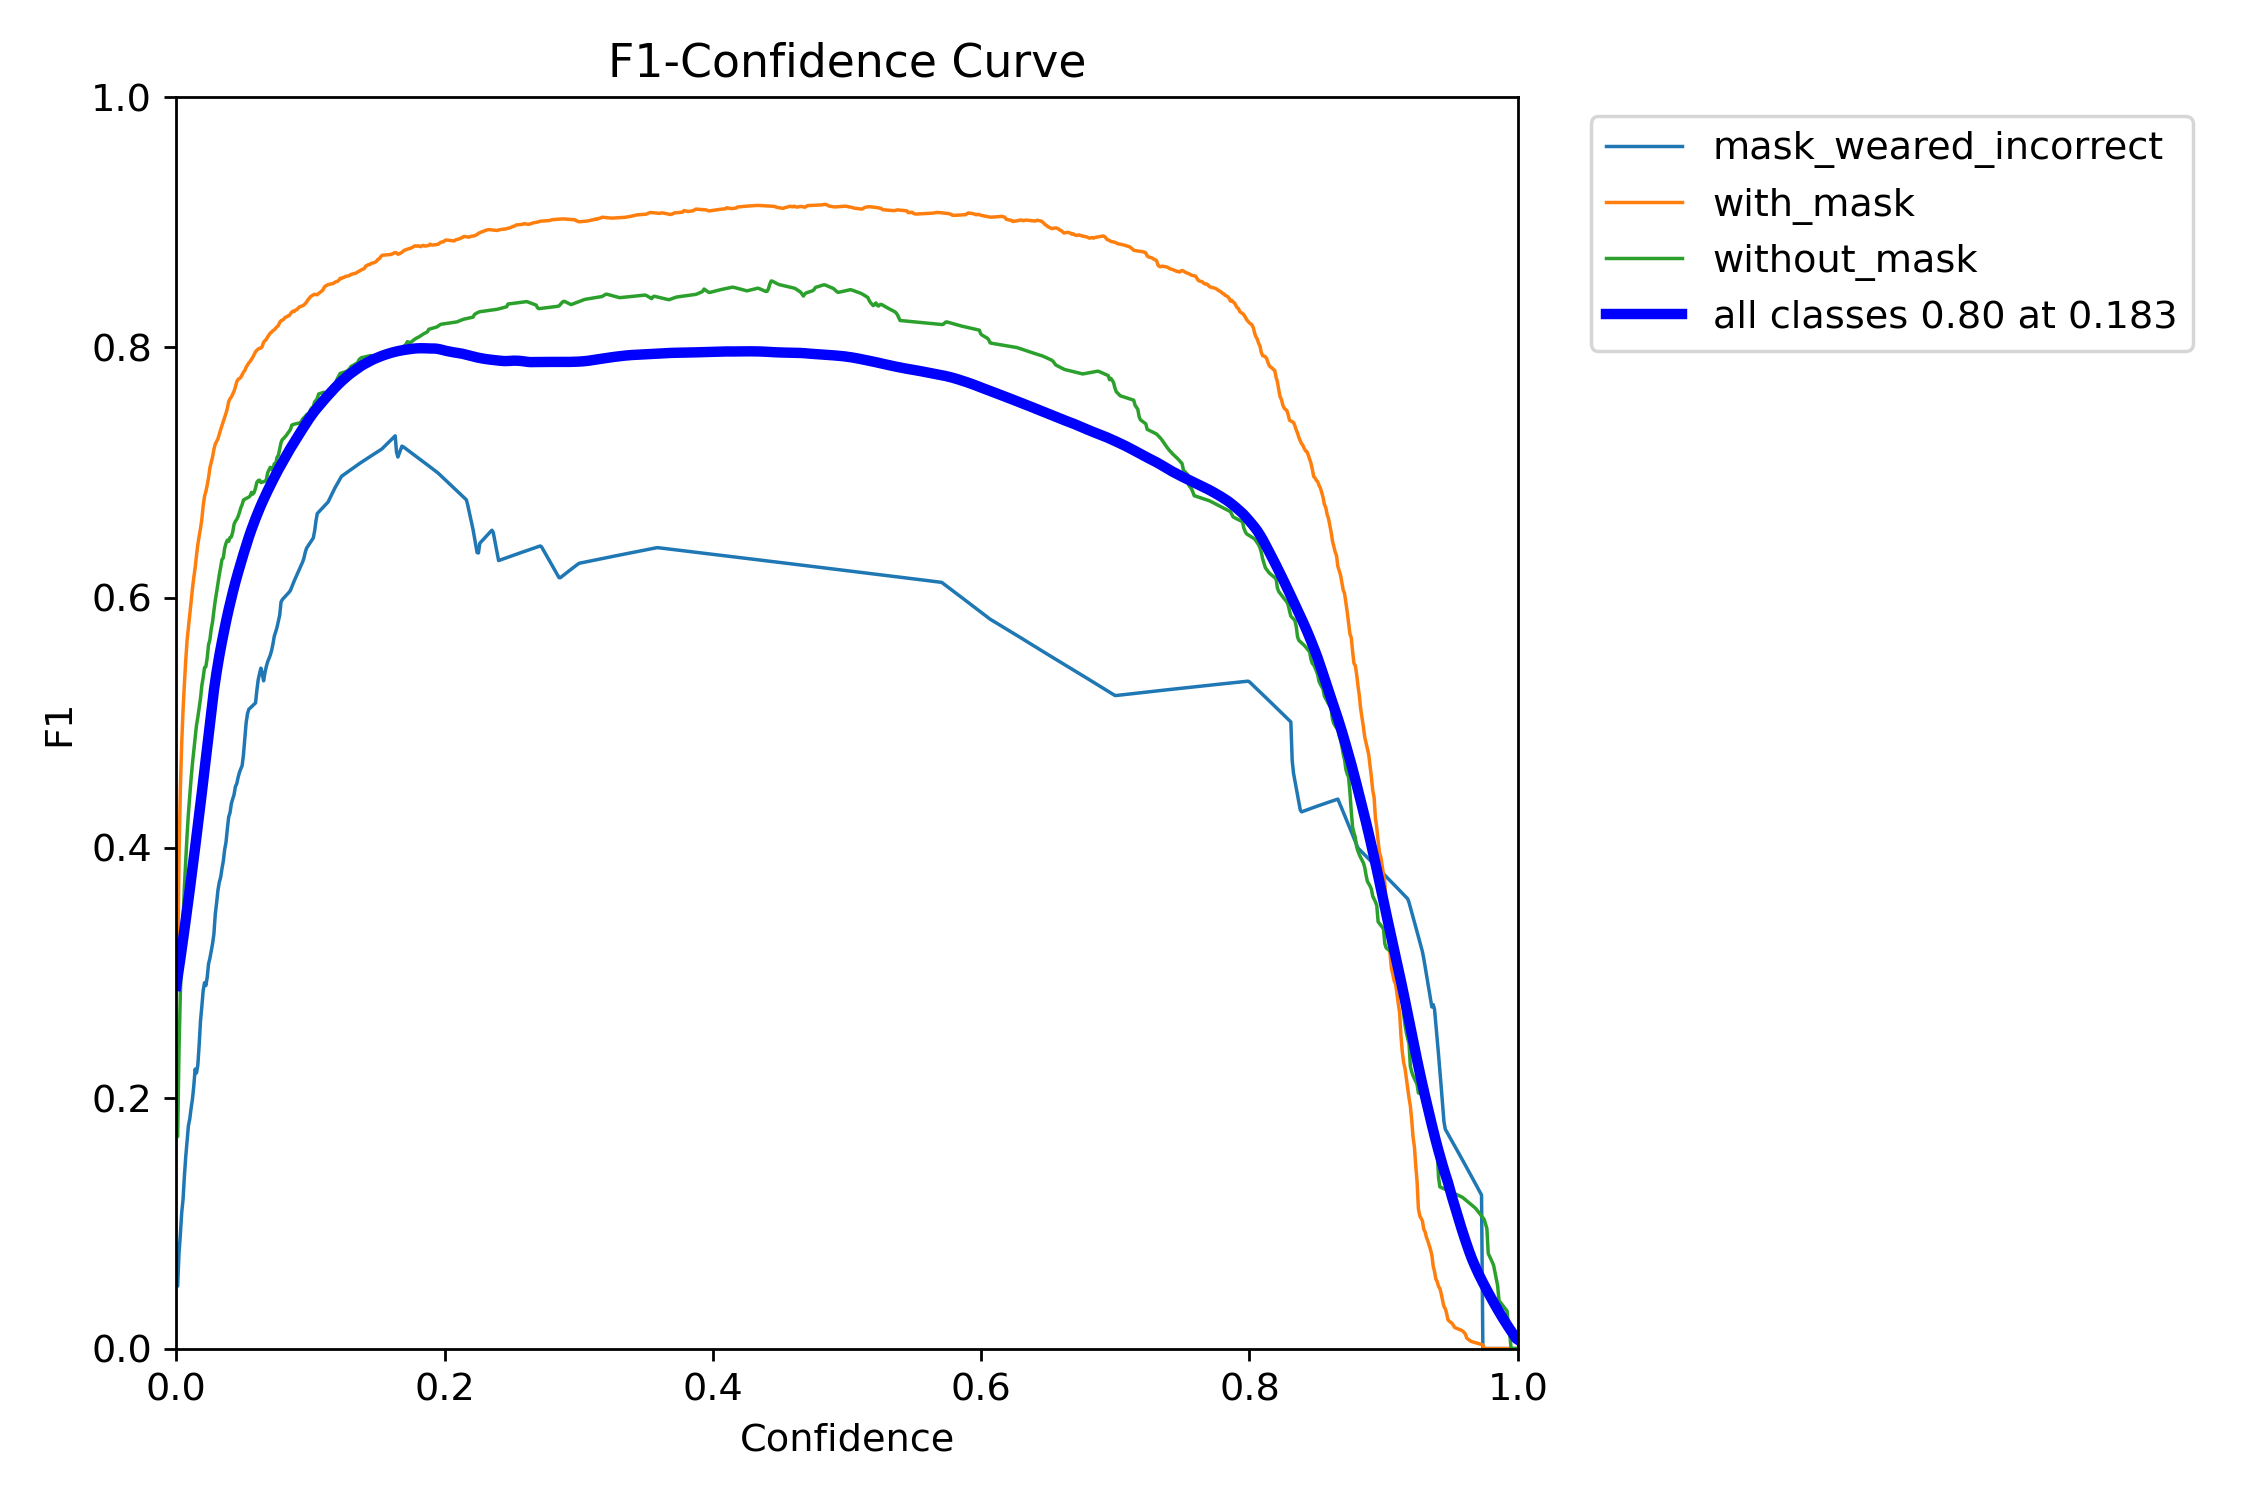 F1-Confidence Curve
1.0
0.8
0.6
0.4
0.2
0.0
F1
0.0 0.2 0.4 0.6 0.8 1.0
Confidence
mask_weared_incorrect
with_mask
without_mask
all classes 0.80 at 0.183